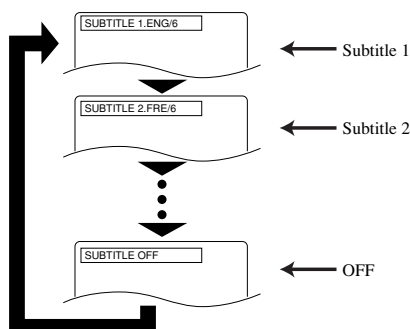 SUBTITLE 1.ENG/6
Subtitle 1
SUBTITLE 2.FRE/6
Subtitle 2
SUBTITLE OFF
OFF